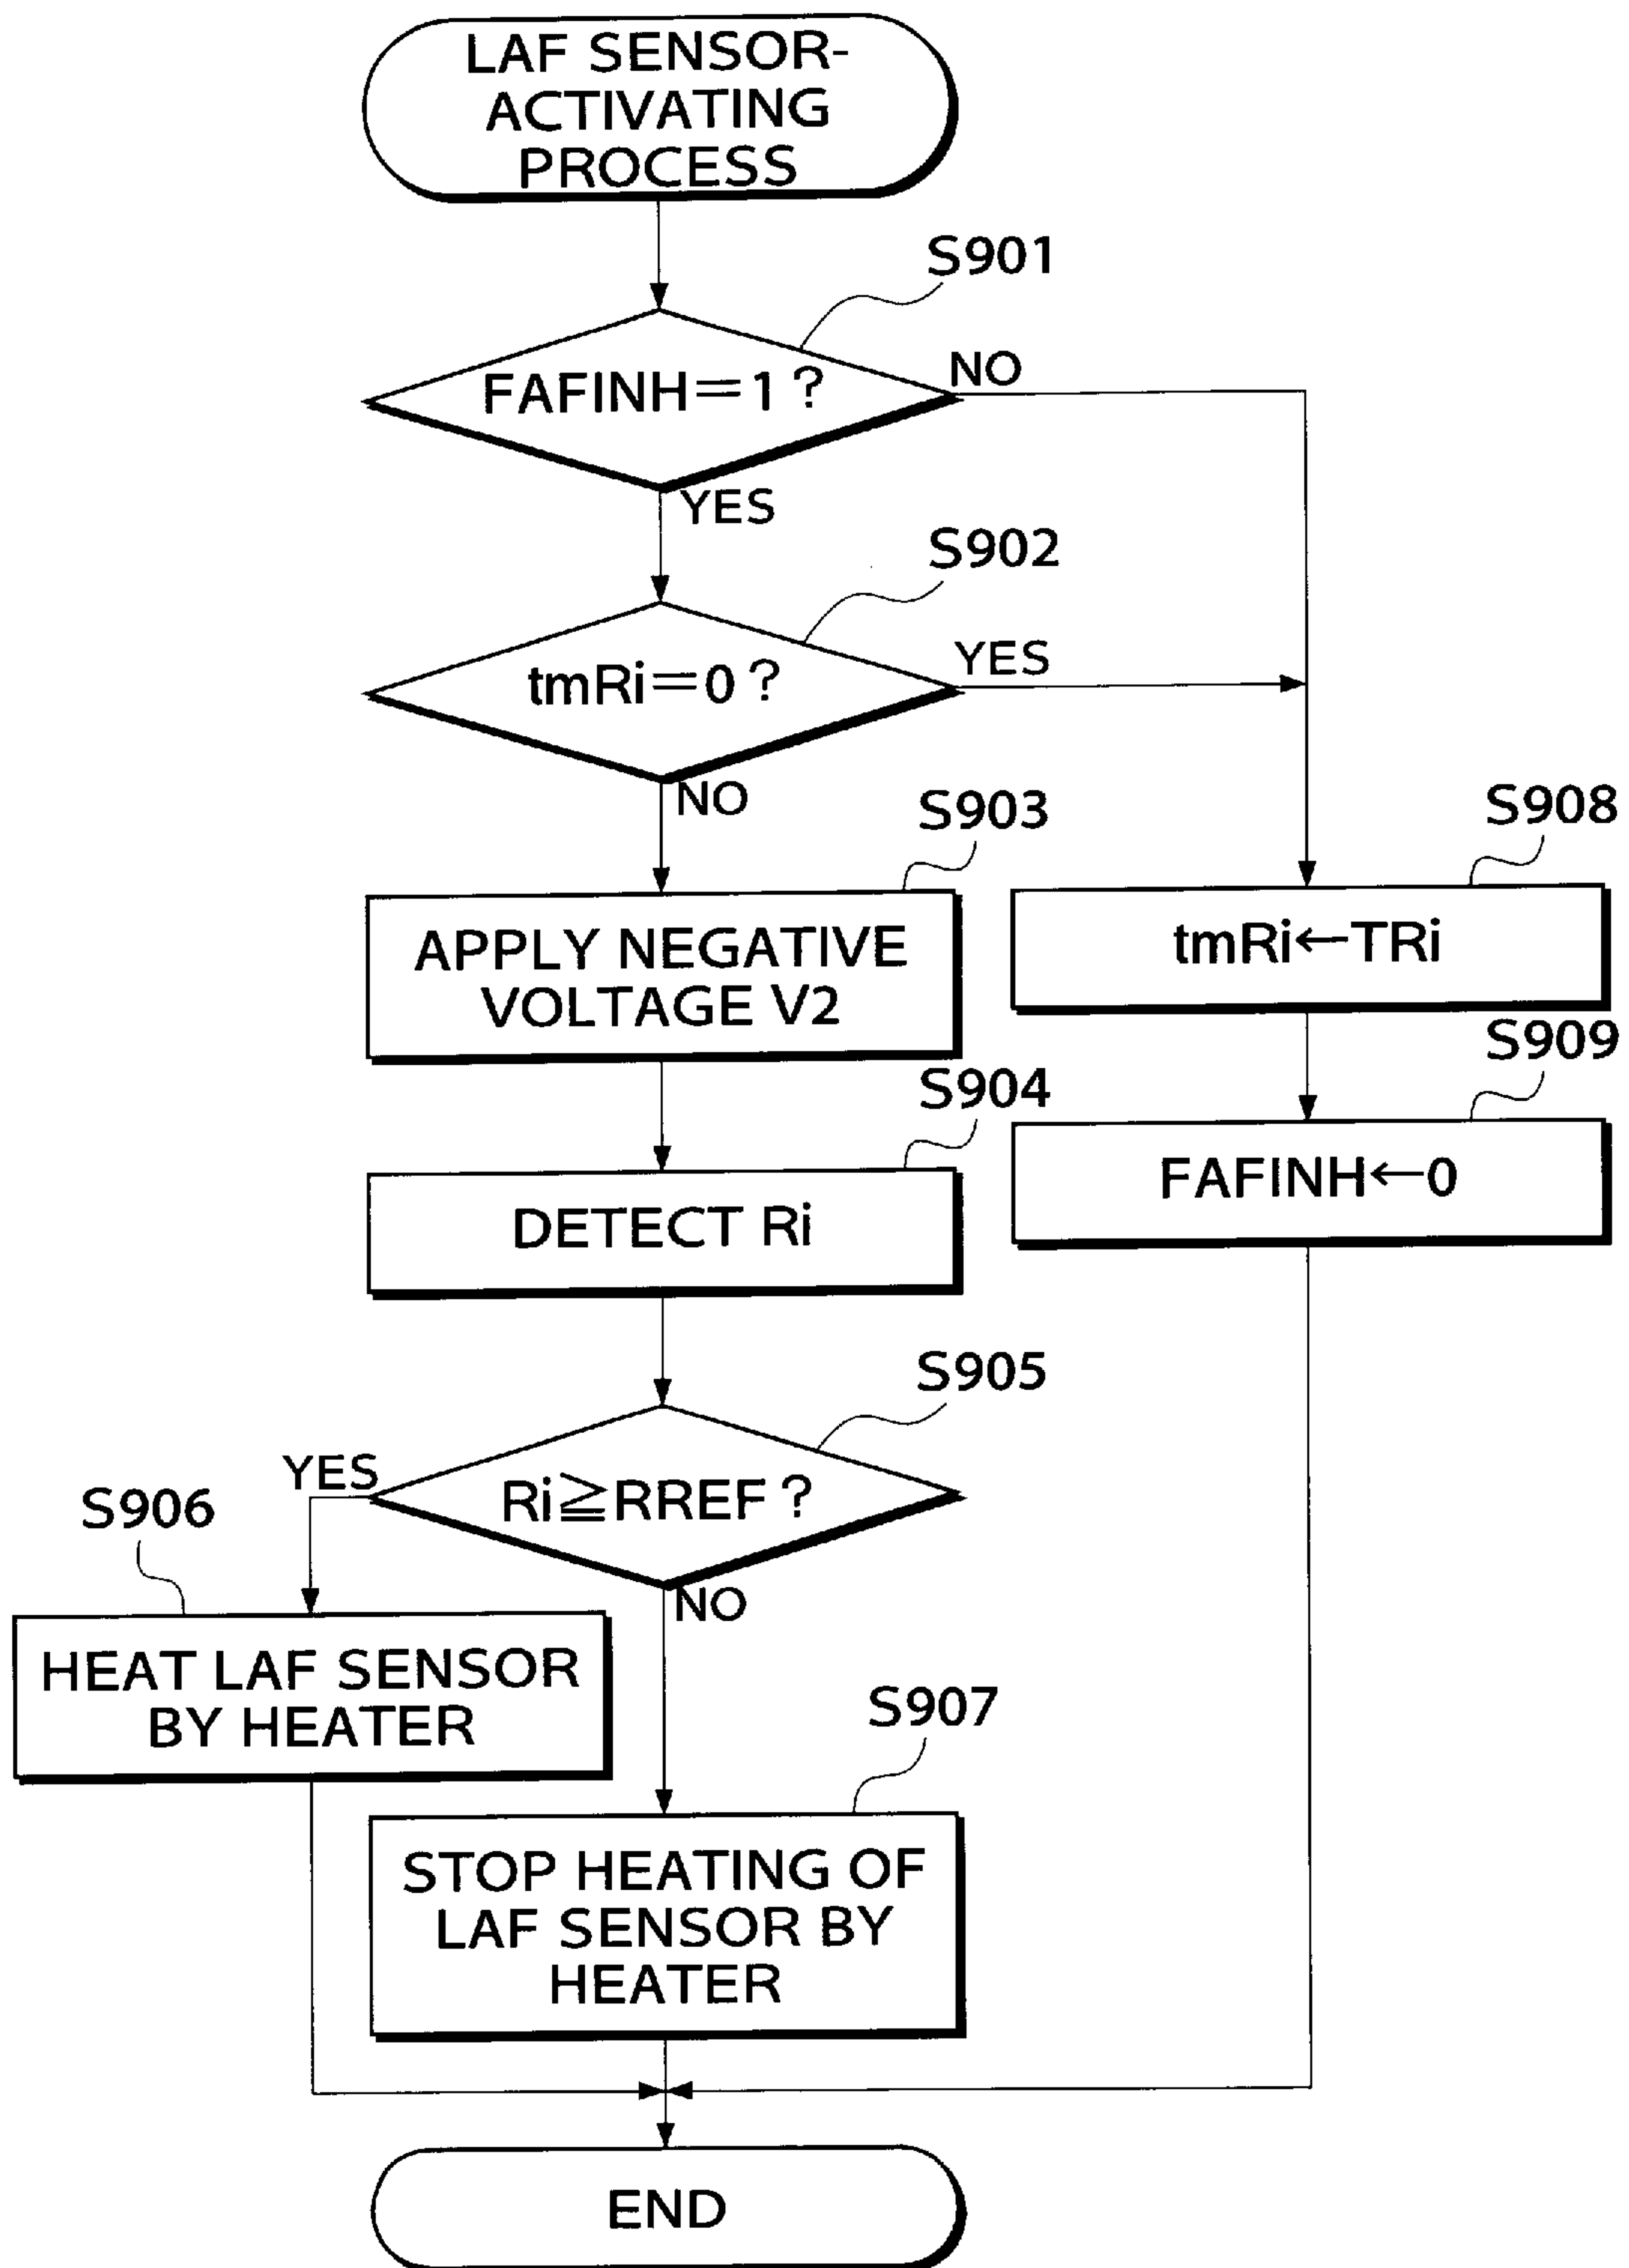 LAF SENSOR-
ACTIVATING
PROCESS
S901
FAFINH=1?
NO
YES
S902
tmRi=0?
YES
NO
S903
APPLY NEGATIVE
VOLTAGE V2
S908
tmRi←TRi
S904
DETECT Ri
S909
FAFINH←0
S905
Ri≧RREF?
YES
NO
S906
HEAT LAF SENSOR
BY HEATER
S907
STOP HEATING OF
LAF SENSOR BY
HEATER
END